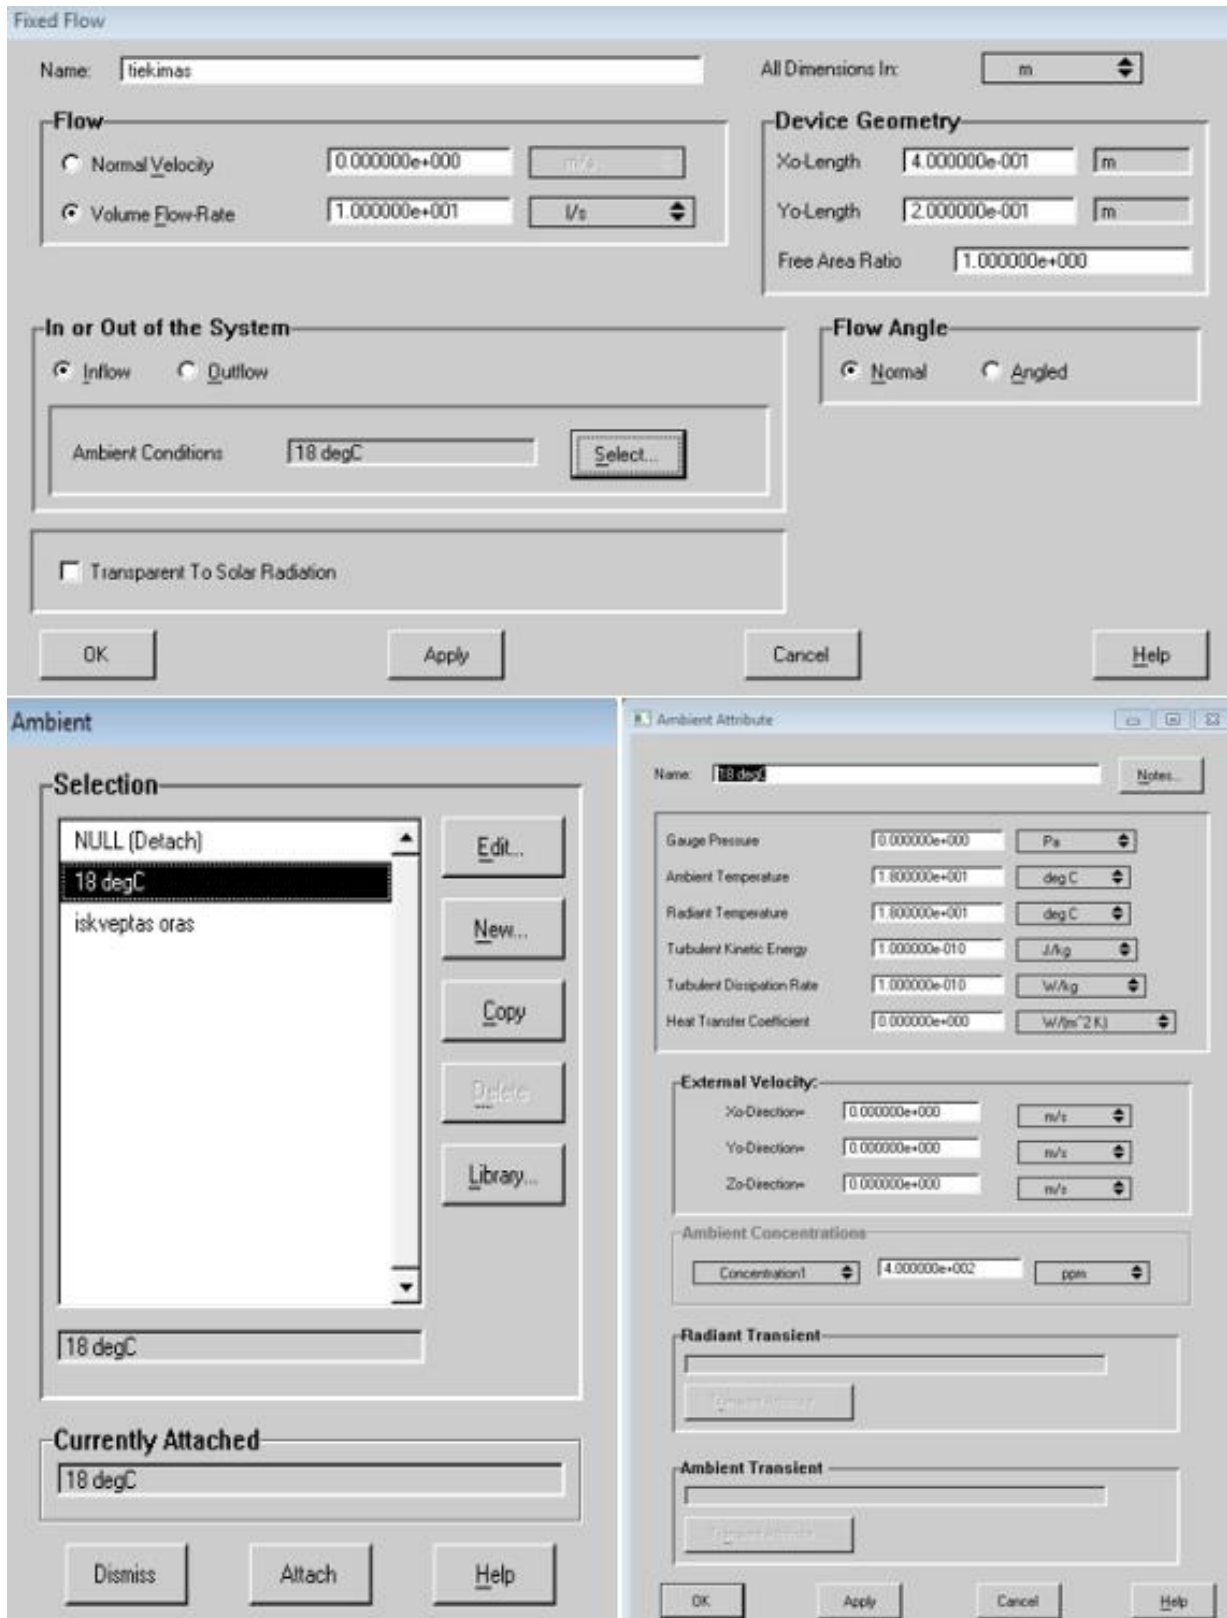 Fixed Flow
Name: tiekimas All Dimensions In: m
Flow Device Geometry
Normal Velocity 0.000000e+000 m/s Xo-Length 4.000000e-001 m
Volume Flow-Rate 1.000000e+001 l/s Yo-Length 2.000000e-001 m
Free Area Ratio 1.000000e+000
In or Out of the System Flow Angle
Inflow Outflow Normal Angled
Ambient Conditions 18 degC Select...
Transparent To Solar Radiation
OK Apply Cancel Help
Ambient
Selection
NULL (Detach) Edit...
18 degC
iskveptas oras New...
Copy
Delete
Library...
18 degC
Currently Attached
18 degC
Dismiss Attach Help
Ambient Attribute
Name: 18 degC Notes...
Gauge Pressure 0.000000e+000 Pa
Ambient Temperature 1.800000e+001 deg C
Radiant Temperature 1.800000e+001 deg C
Turbulent Kinetic Energy 1.000000e-010 J/kg
Turbulent Dissipation Rate 1.000000e-010 W/kg
Heat Transfer Coefficient 0.000000e+000 W/(m^2 K)
External Velocity:
Xo-Direction= 0.000000e+000 m/s
Yo-Direction= 0.000000e+000 m/s
Zo-Direction= 0.000000e+000 m/s
Ambient Concentrations
Concentration1 4.000000e+002 ppm
Radiant Transient
Ambient Transient
OK Apply Cancel Help